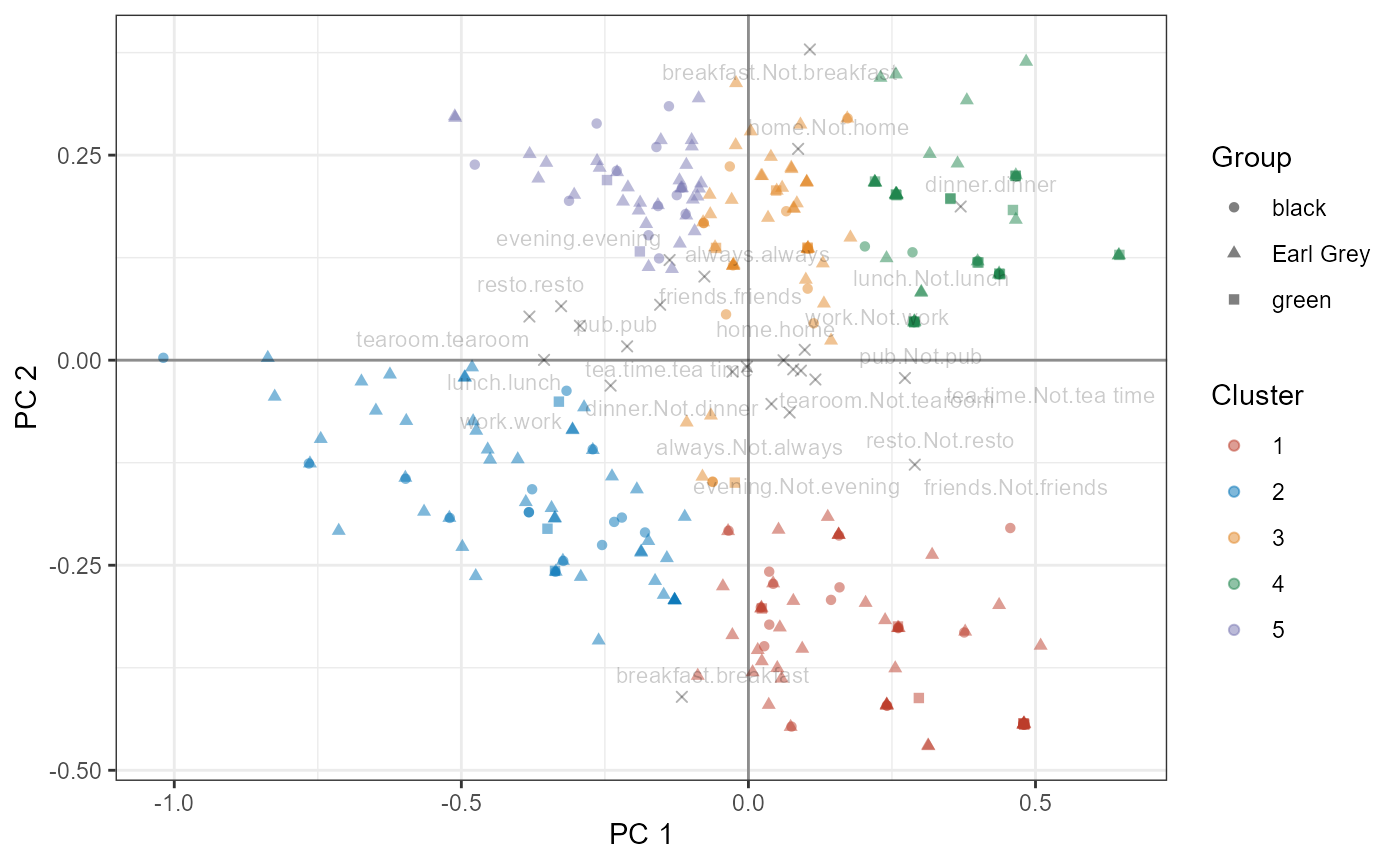 breakfast.Not.breakfast
home.Not.home
dinner.dinner
evening.evening
always.always
resto.resto
friends.friends
lunch.Not.lunch
pub.pub
work.Not.work
home.home
tearoom.tearoom
pub.Not.pub
lunch.lunch
tea.time.tea time
tea.time.Not.tea time
work.work
dinner.Not.dinner
tearoom.Not.tearoom
always.Not.always
resto.Not.resto
evening.Not.evening
friends.Not.friends
breakfast.breakfast
0.25
0.00
-0.25
-0.50
PC 2
-1.0
-0.5
0.0
0.5
PC 1
Group
black
Earl Grey
green
Cluster
1
2
3
4
5